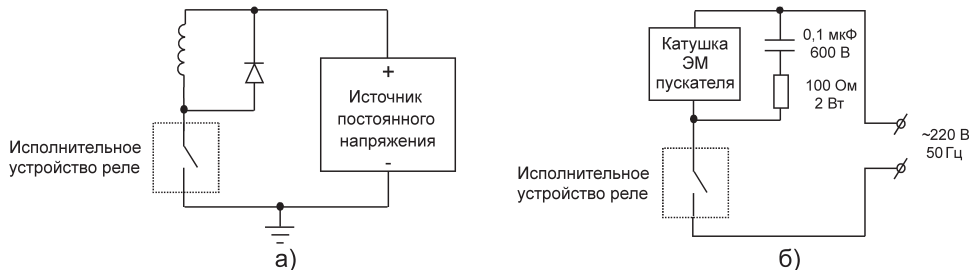 +
Источник
постоянного
напряжения
-
Исполнительное
устройство реле
а)
Катушка
ЭМ
пускателя
0,1 мкФ
600 В
100 Ом
2 Вт
~220 В
50 Гц
Исполнительное
устройство реле
б)